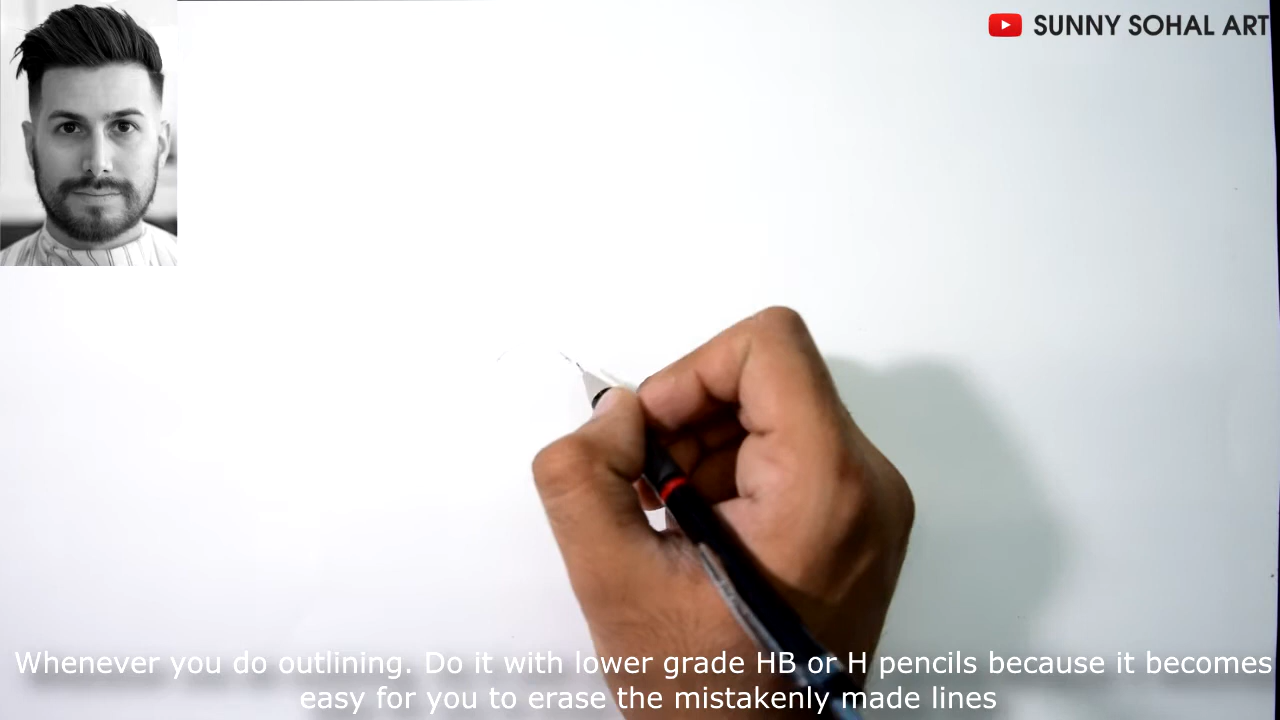 SUNNY SOHAL ART
Whenever you do outlining. Do it with lower grade HB or H pencils because it becomes
easy for you to erase the mistakenly made lines